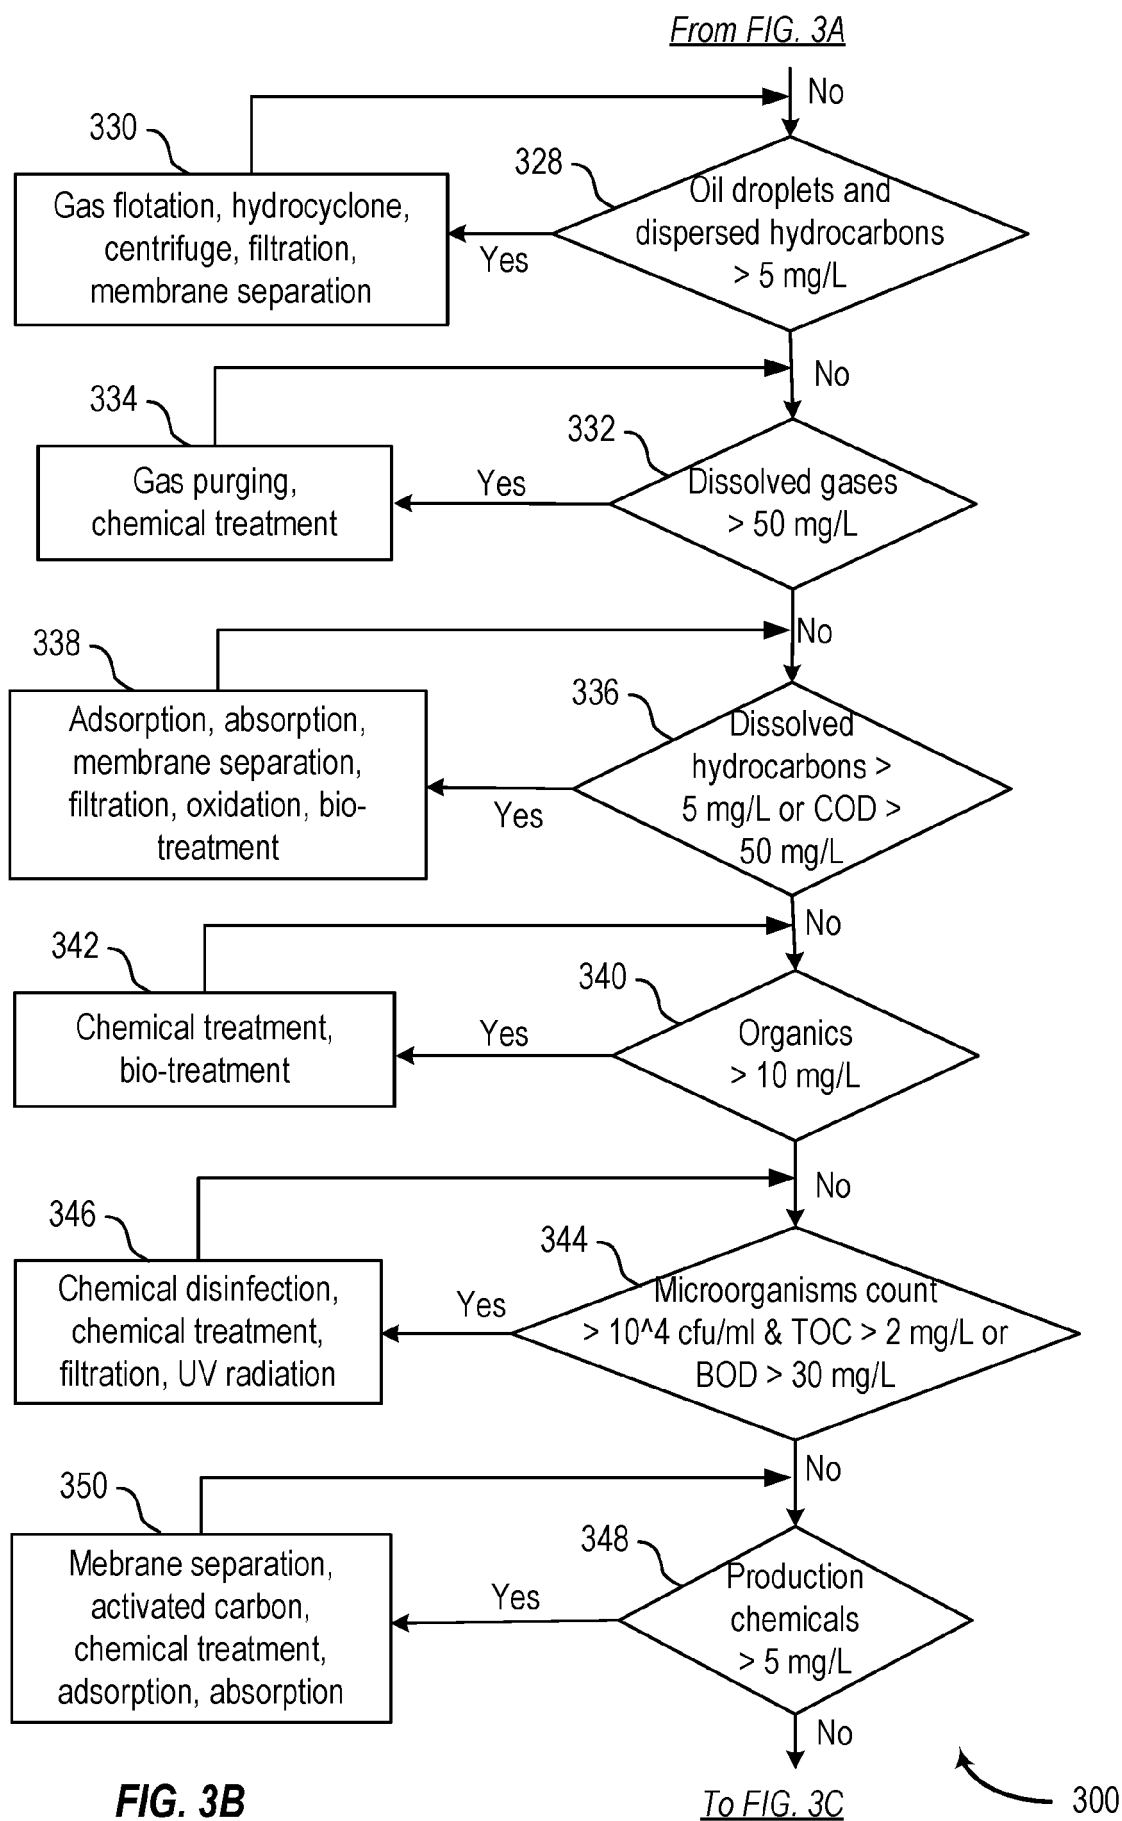 From FIG. 3A
No
330
328
Gas flotation, hydrocyclone,
centrifuge, filtration,
membrane separation
Yes
Oil droplets and
dispersed hydrocarbons
> 5 mg/L
No
334
332
Gas purging,
chemical treatment
Yes
Dissolved gases
> 50 mg/L
No
338
336
Adsorption, absorption,
membrane separation,
filtration, oxidation, bio-
treatment
Yes
Dissolved
hydrocarbons >
5 mg/L or COD >
50 mg/L
No
342
340
Chemical treatment,
bio-treatment
Yes
Organics
> 10 mg/L
No
346
344
Chemical disinfection,
chemical treatment,
filtration, UV radiation
Yes
Microorganisms count
> 10^4 cfu/ml & TOC > 2 mg/L or
BOD > 30 mg/L
No
350
348
Mebrane separation,
activated carbon,
chemical treatment,
adsorption, absorption
Yes
Production
chemicals
> 5 mg/L
No
FIG. 3B
To FIG. 3C
300